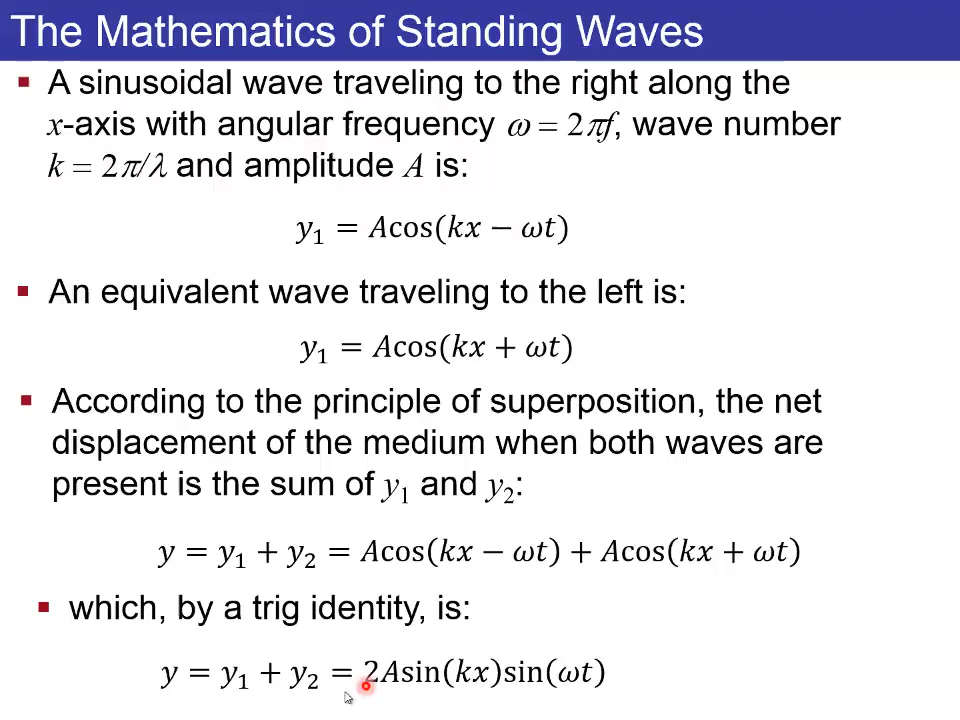 The Mathematics of Standing Waves
▪ A sinusoidal wave traveling to the right along the
x-axis with angular frequency ω = 2πf, wave number
k = 2π/λ and amplitude A is:
y₁ = Acos(kx − ωt)
▪ An equivalent wave traveling to the left is:
y₁ = Acos(kx + ωt)
▪ According to the principle of superposition, the net
displacement of the medium when both waves are
present is the sum of y₁ and y₂:
y = y₁ + y₂ = Acos(kx − ωt) + Acos(kx + ωt)
▪ which, by a trig identity, is:
y = y₁ + y₂ = 2Asin(kx)sin(ωt)